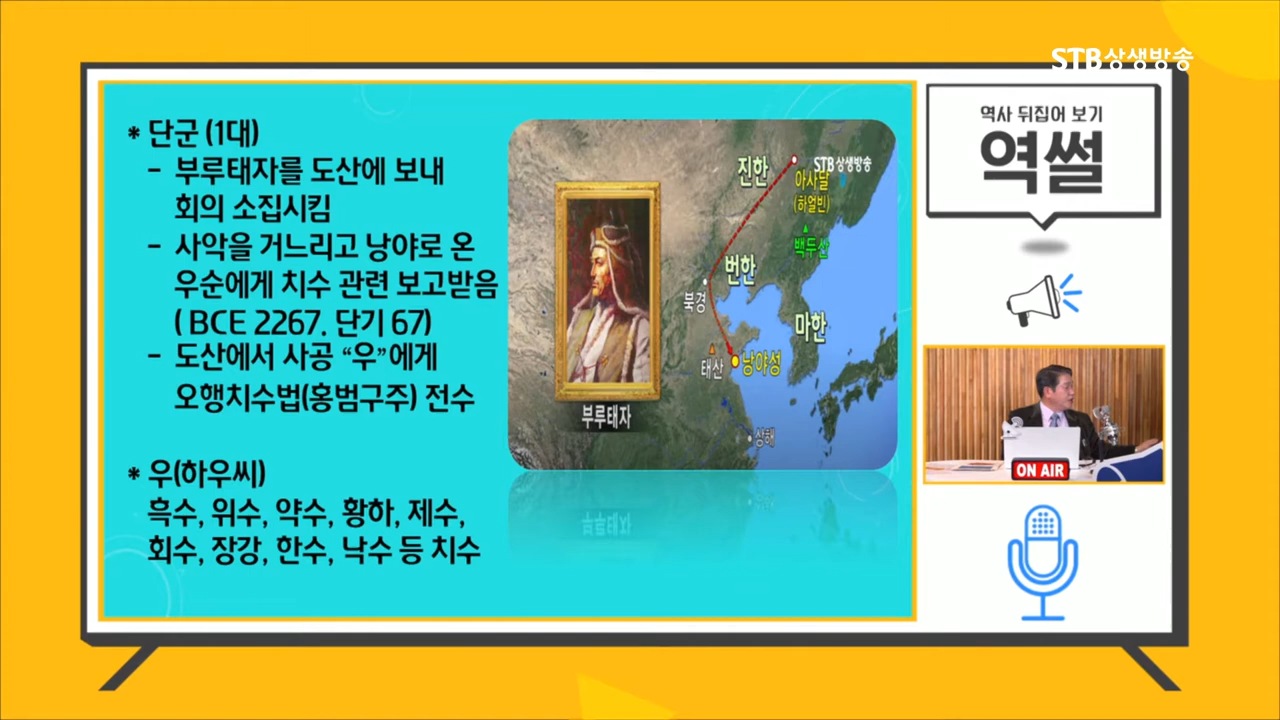 STB상생방송
* 단군 (1대)
- 부루태자를 도산에 보내
회의 소집시킴
- 사악을 거느리고 낭야로 온
우순에게 치수 관련 보고받음
( BCE 2267. 단기 67)
- 도산에서 사공 “우”에게
오행치수법(홍범구주) 전수
* 우(하우씨)
흑수, 위수, 약수, 황하, 제수,
회수, 장강, 한수, 낙수 등 치수
진한
STB상생방송
아사달
(하얼빈)
백두산
번한
북경
마한
태산
낭야성
상해
부루태자
역사 뒤집어 보기
역썰
ON AIR